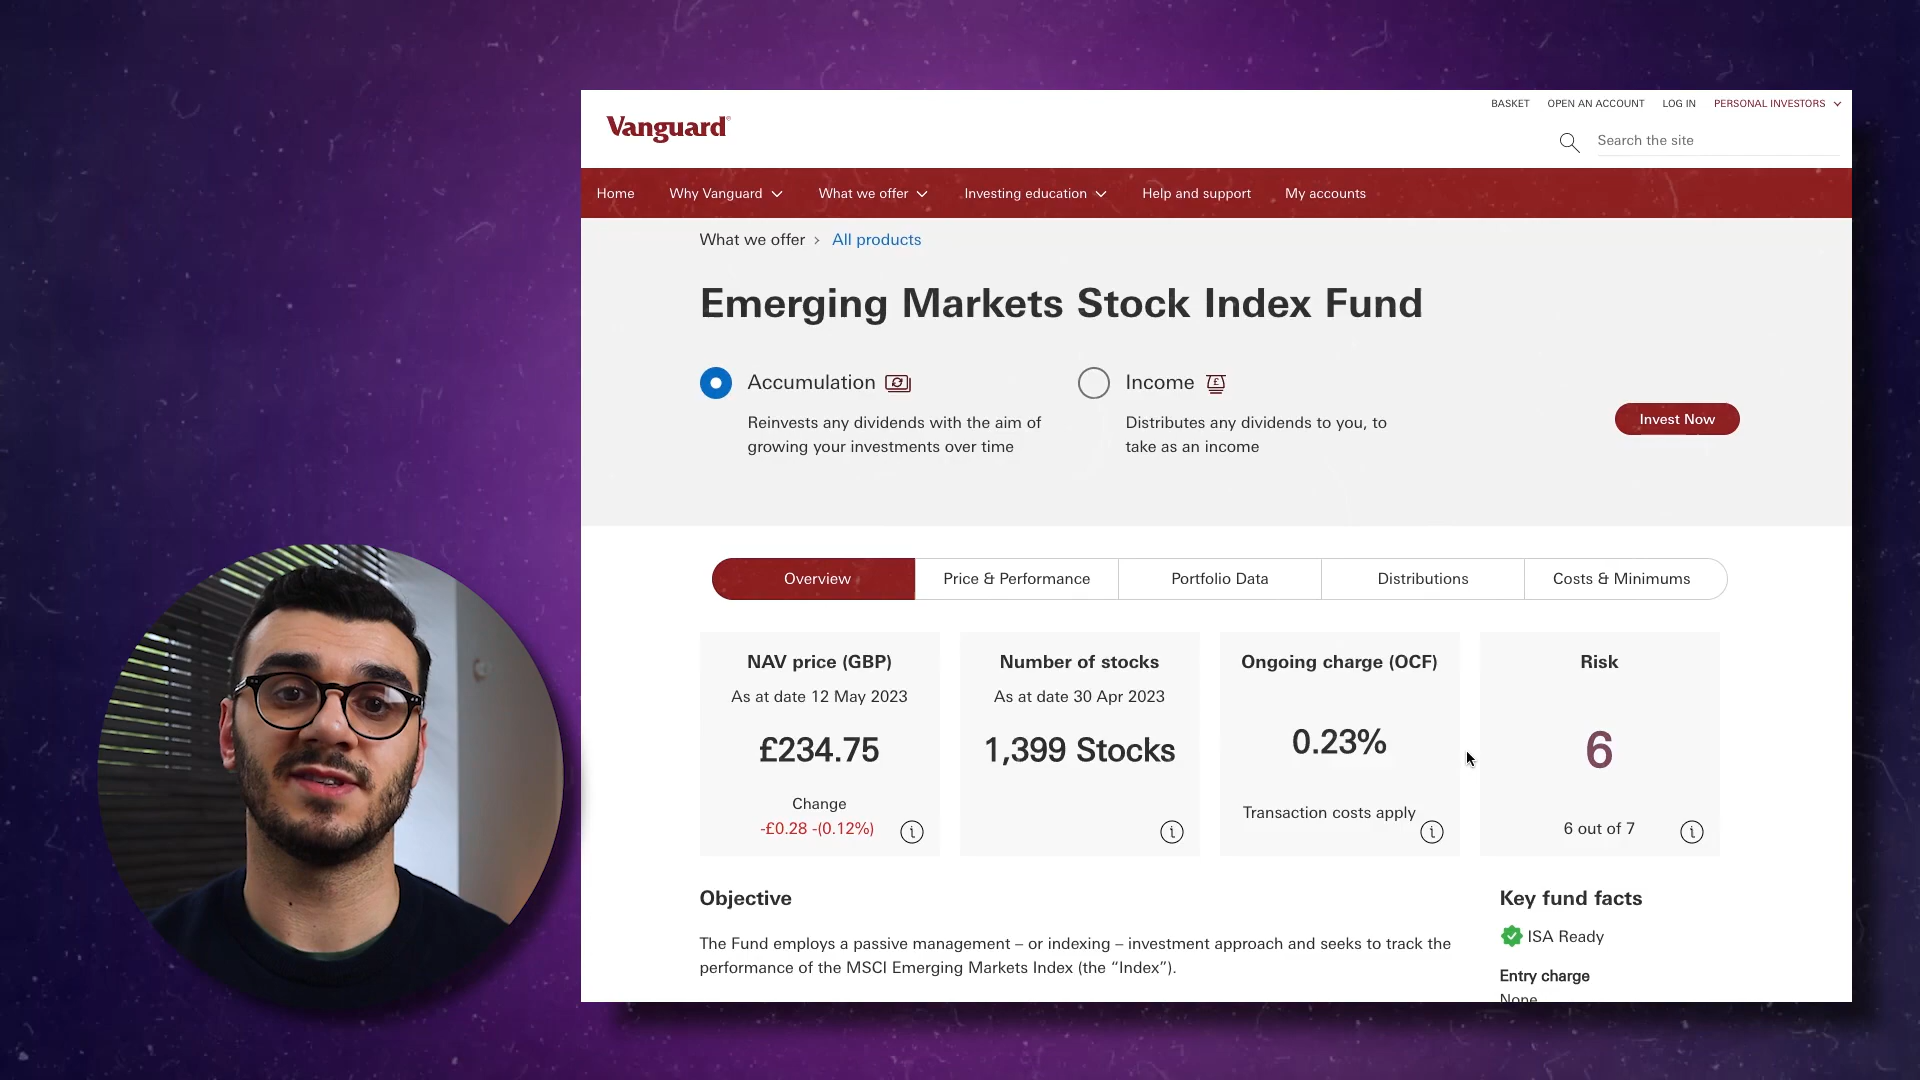 Vanguard
BASKET OPEN AN ACCOUNT LOG IN PERSONAL INVESTORS
Search the site
Home Why Vanguard What we offer Investing education Help and support My accounts
What we offer > All products
Emerging Markets Stock Index Fund
Accumulation
Reinvests any dividends with the aim of
growing your investments over time
Income
Distributes any dividends to you, to
take as an income
Invest Now
Overview Price & Performance Portfolio Data Distributions Costs & Minimums
NAV price (GBP)
As at date 12 May 2023
£234.75
Change
-£0.28 -(0.12%)
Number of stocks
As at date 30 Apr 2023
1,399 Stocks
Ongoing charge (OCF)
0.23%
Transaction costs apply
Risk
6
6 out of 7
Objective
The Fund employs a passive management – or indexing – investment approach and seeks to track the
performance of the MSCI Emerging Markets Index (the “Index”).
Key fund facts
ISA Ready
Entry charge
None